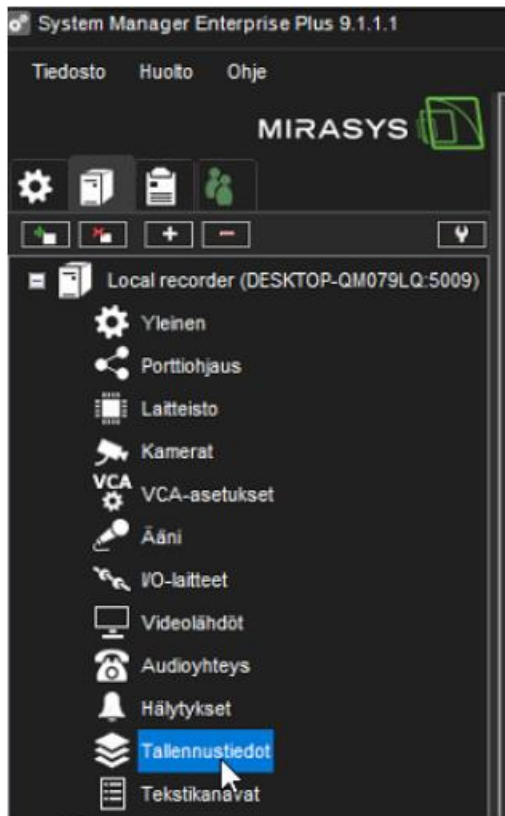 System Manager Enterprise Plus 9.1.1.1
Tiedosto Huolto Ohje
MIRASYS
Local recorder (DESKTOP-QM079LQ:5009)
Yleinen
Porttiohjaus
Laitteisto
Kamerat
VCA
VCA-asetukset
Ääni
I/O-laitteet
Videolähdöt
Audioyhteys
Hälytykset
Tallennustiedot
Tekstikanavat